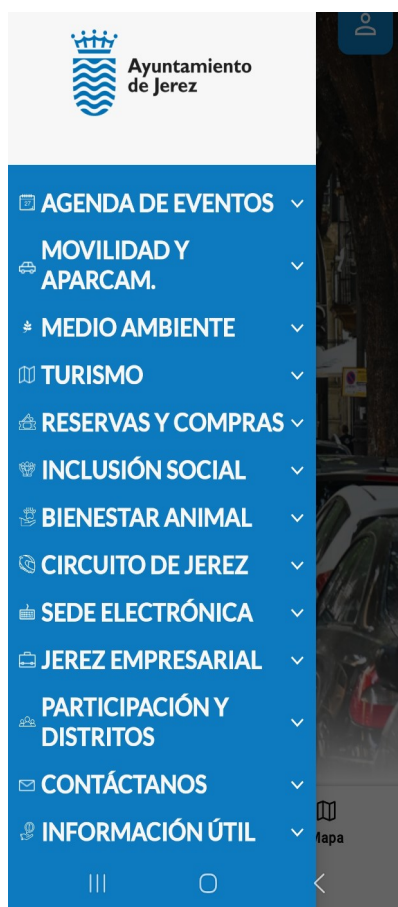 Ayuntamiento
de Jerez
AGENDA DE EVENTOS
MOVILIDAD Y
APARCAM.
MEDIO AMBIENTE
TURISMO
RESERVAS Y COMPRAS
INCLUSIÓN SOCIAL
BIENESTAR ANIMAL
CIRCUITO DE JEREZ
SEDE ELECTRÓNICA
JEREZ EMPRESARIAL
PARTICIPACIÓN Y
DISTRITOS
CONTÁCTANOS
INFORMACIÓN ÚTIL
Mapa